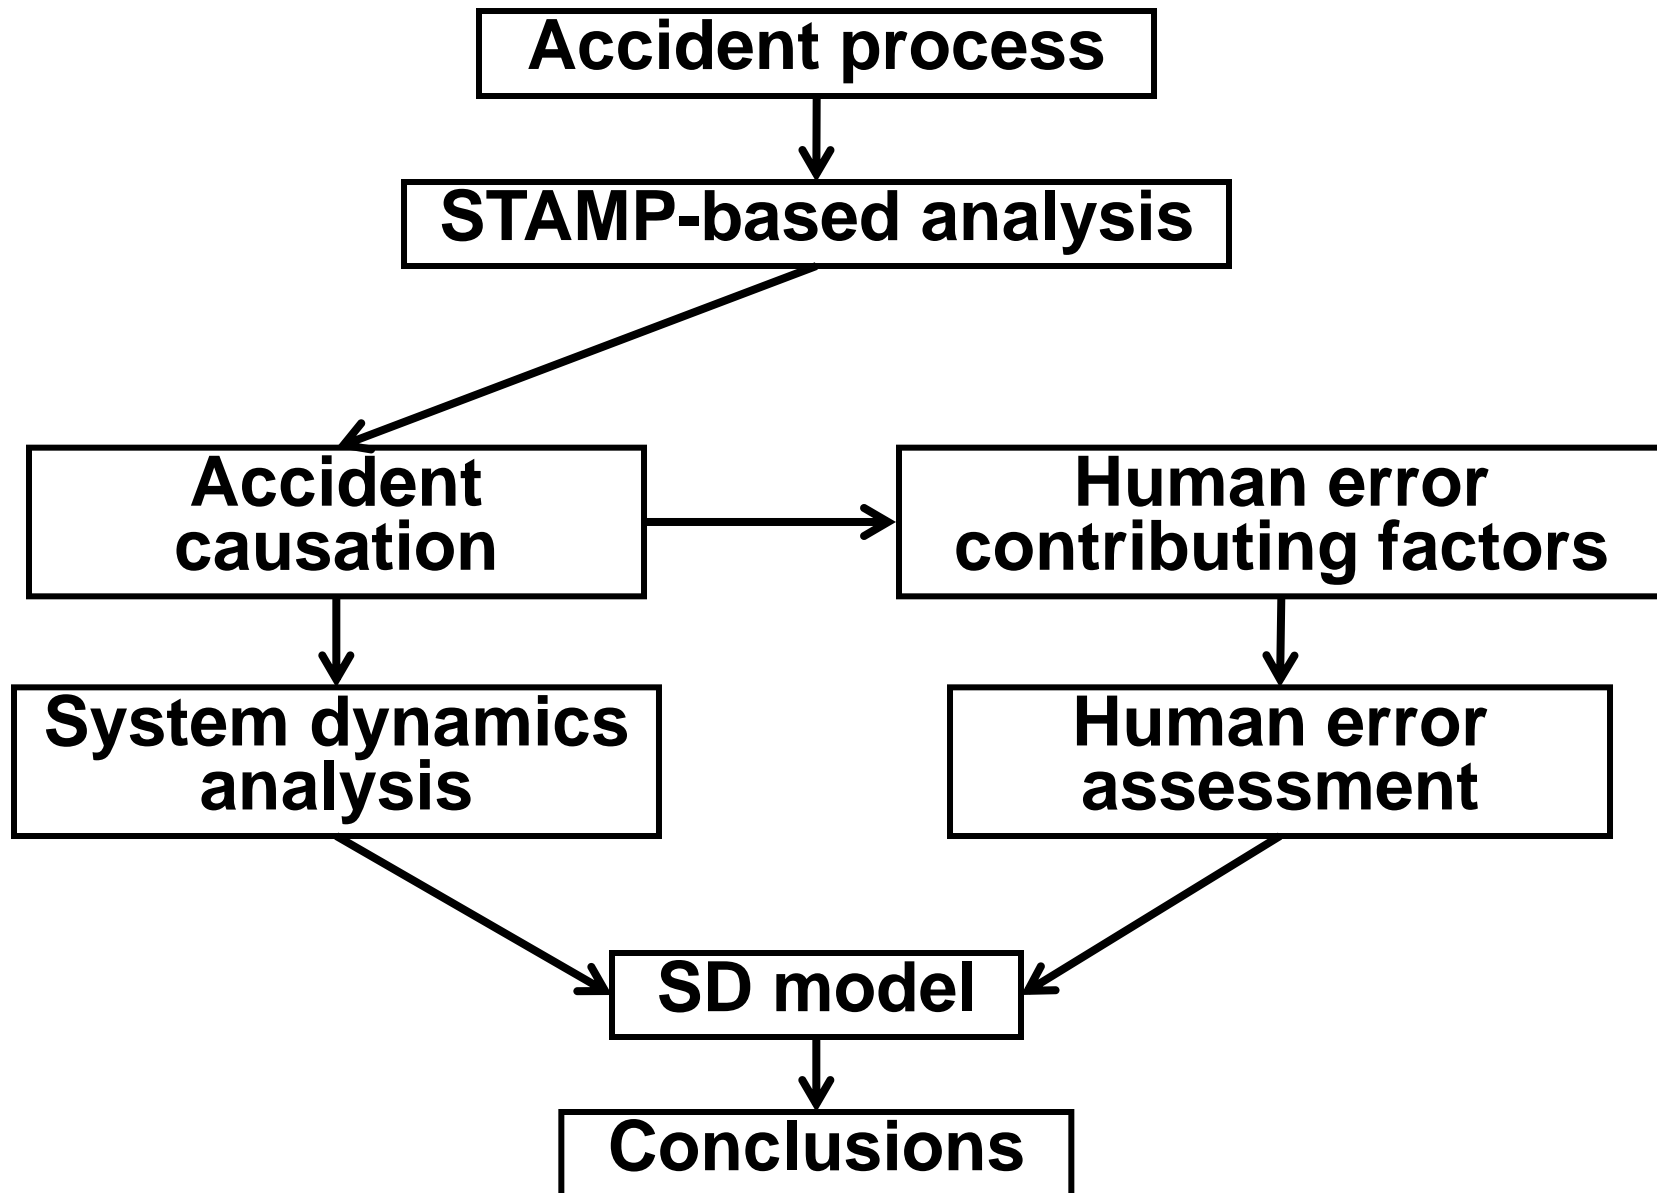 Accident process
STAMP-based analysis
Accident
causation
Human error
contributing factors
System dynamics
analysis
Human error
assessment
SD model
Conclusions